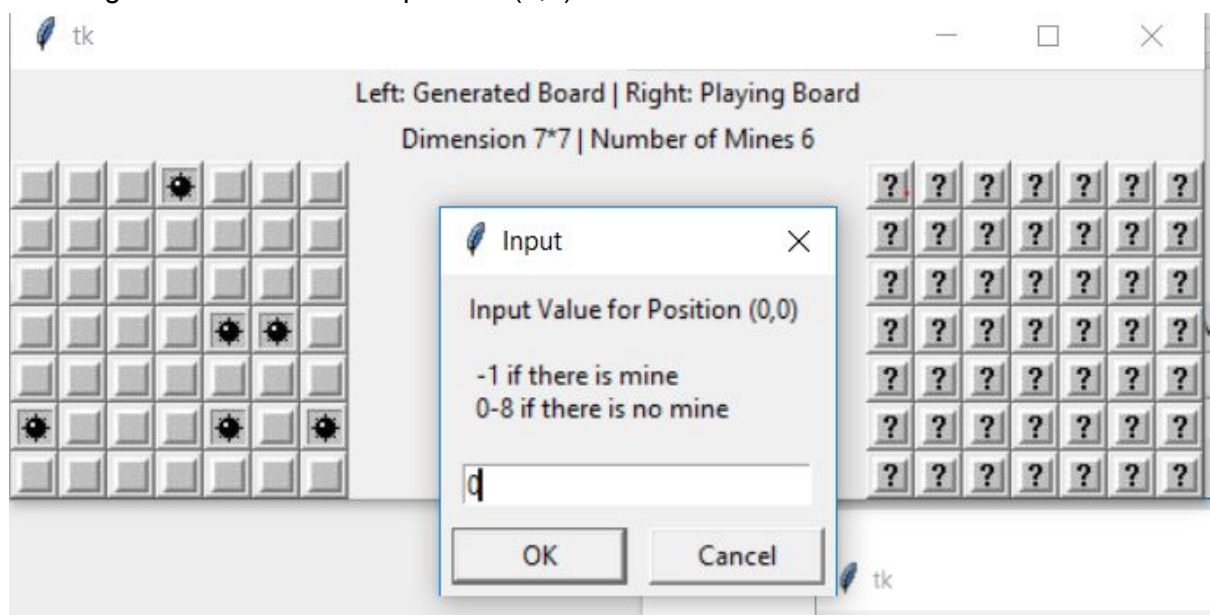 tk
Left: Generated Board | Right: Playing Board
Dimension 7*7 | Number of Mines 6
? ? ? ? ? ? ?
Input
? ? ? ? ? ? ?
? ? ? ? ? ? ?
Input Value for Position (0,0)
? ? ? ? ? ? ?
-1 if there is mine
? ? ? ? ? ? ?
0-8 if there is no mine
? ? ? ? ? ? ?
? ? ? ? ? ? ?
0
OK Cancel
tk